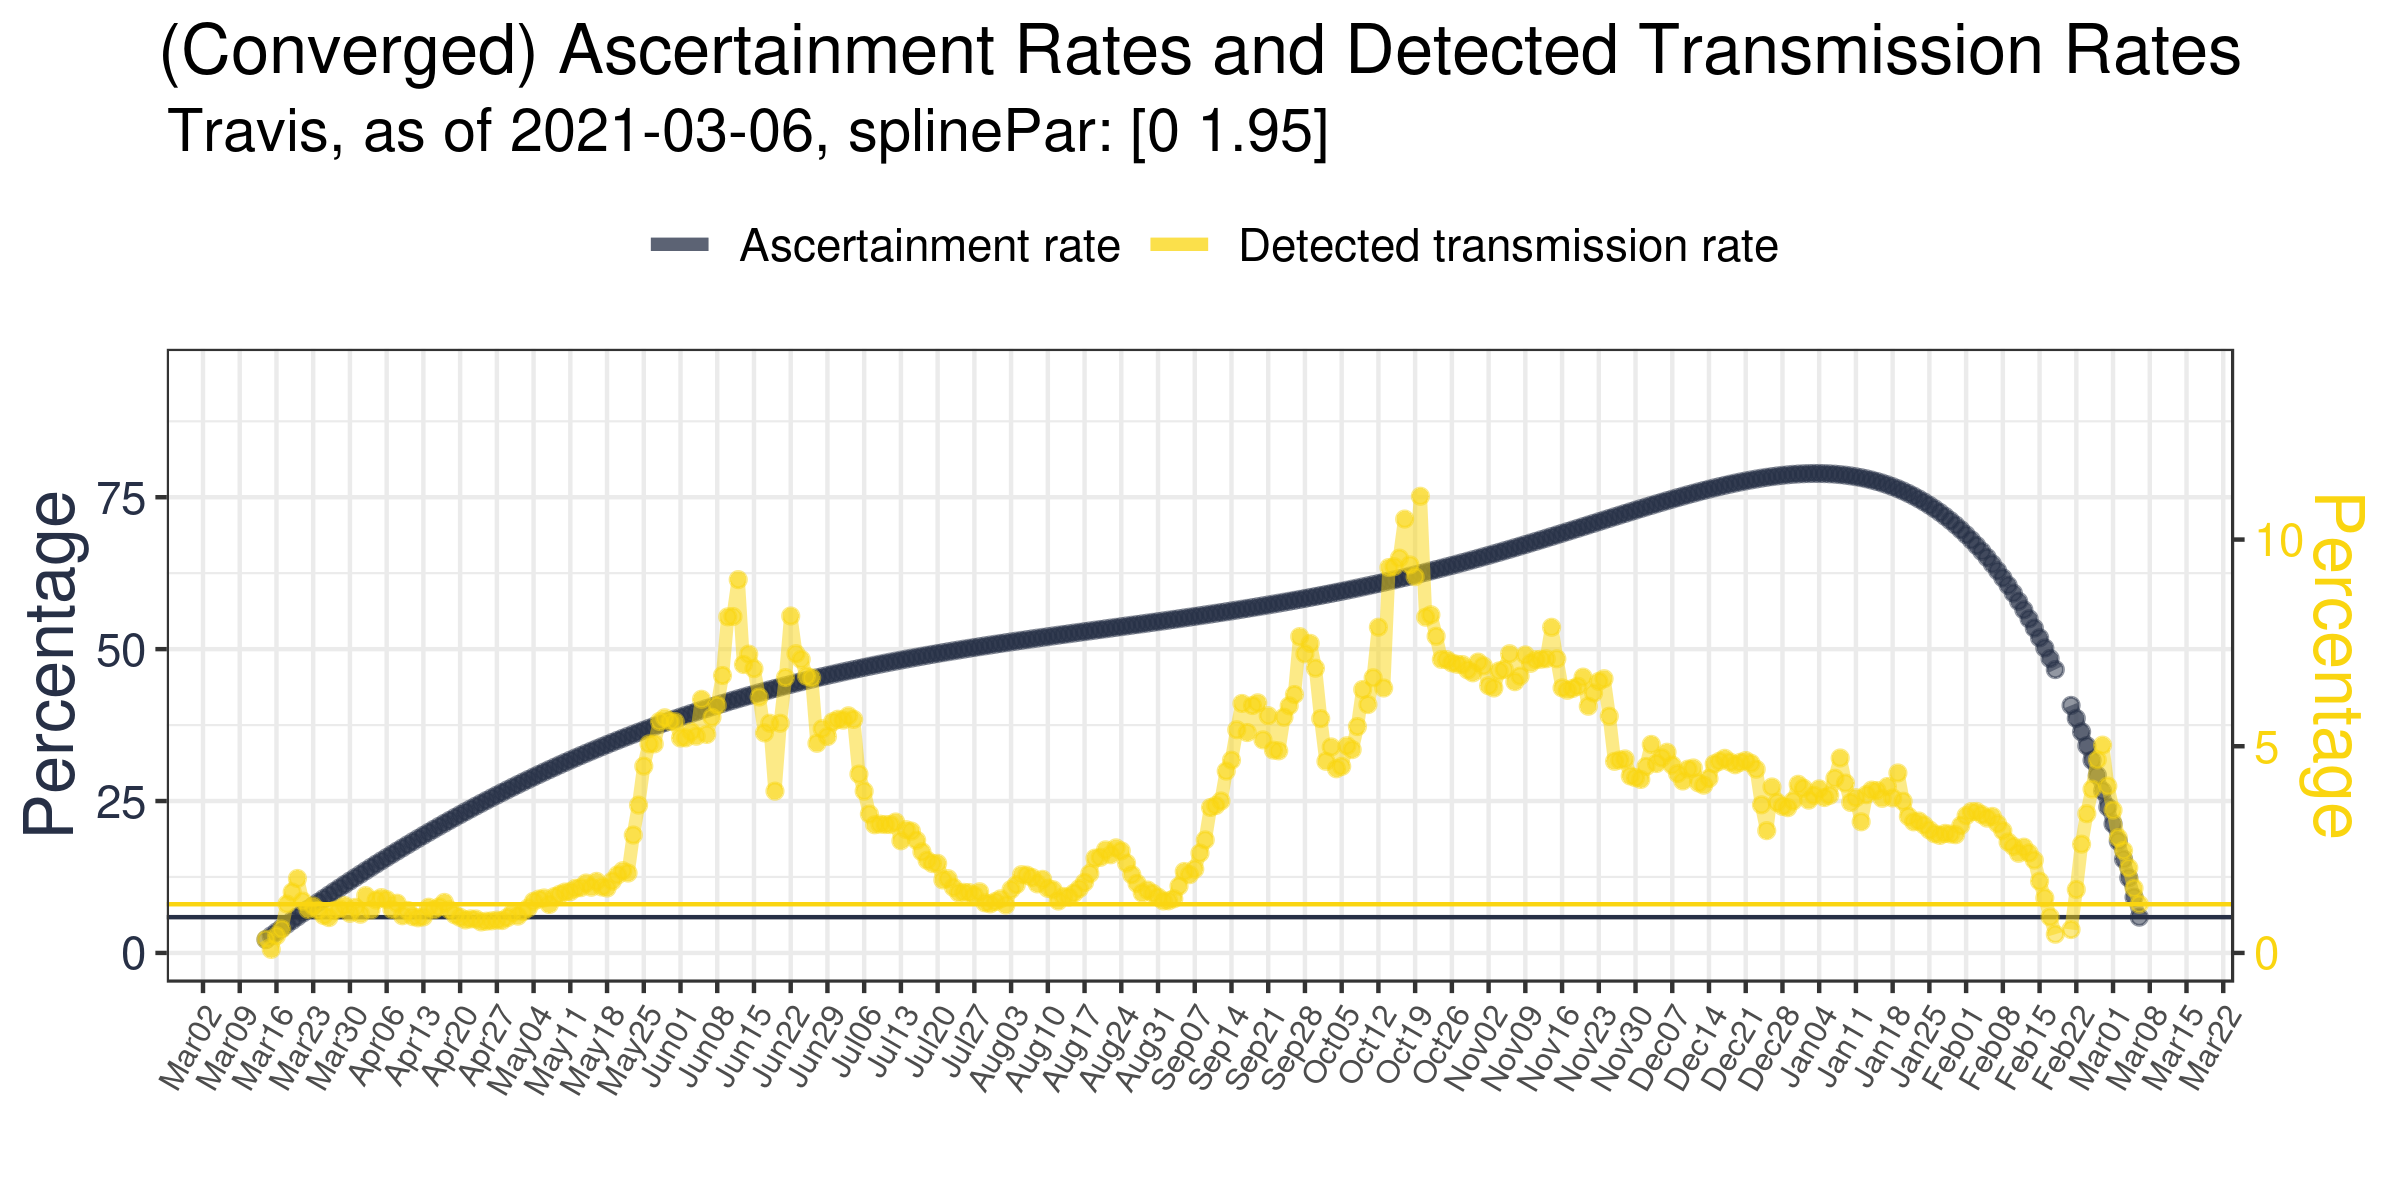 (Converged) Ascertainment Rates and Detected Transmission Rates
Travis, as of 2021-03-06, splinePar: [0 1.95]
Ascertainment rate Detected transmission rate
Percentage
75
50
25
0
10
5
0
Percentage
Mar02 Mar09 Mar16 Mar23 Mar30 Apr06 Apr13 Apr20 Apr27 May04 May11 May18 May25 Jun01 Jun08 Jun15 Jun22 Jun29 Jul06 Jul13 Jul20 Jul27 Aug03 Aug10 Aug17 Aug24 Aug31 Sep07 Sep14 Sep21 Sep28 Oct05 Oct12 Oct19 Oct26 Nov02 Nov09 Nov16 Nov23 Nov30 Dec07 Dec14 Dec21 Dec28 Dec04 Jan11 Jan18 Jan25 Feb01 Feb08 Feb15 Feb22 Mar01 Mar08 Mar15 Mar22